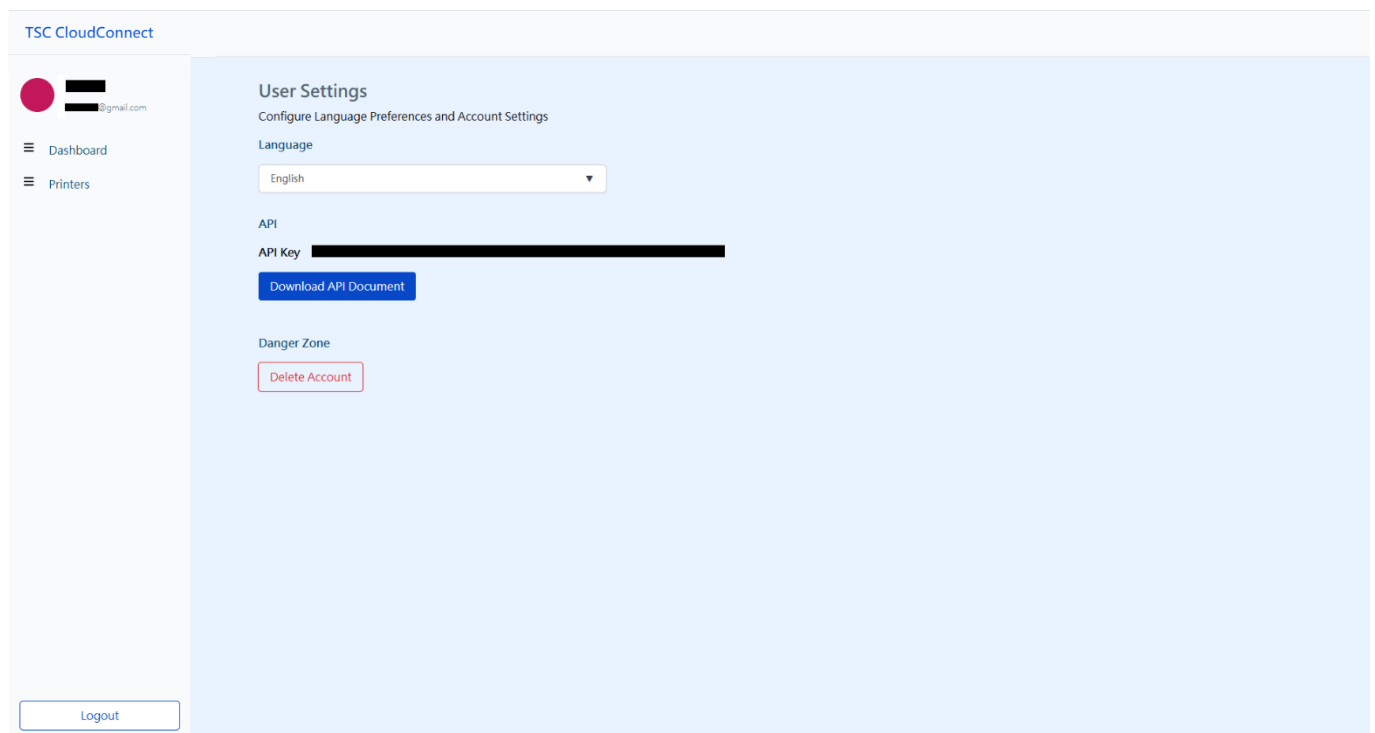 TSC CloudConnect
@gmail.com
Dashboard
Printers
Logout
User Settings
Configure Language Preferences and Account Settings
Language
English
API
API Key
Download API Document
Danger Zone
Delete Account